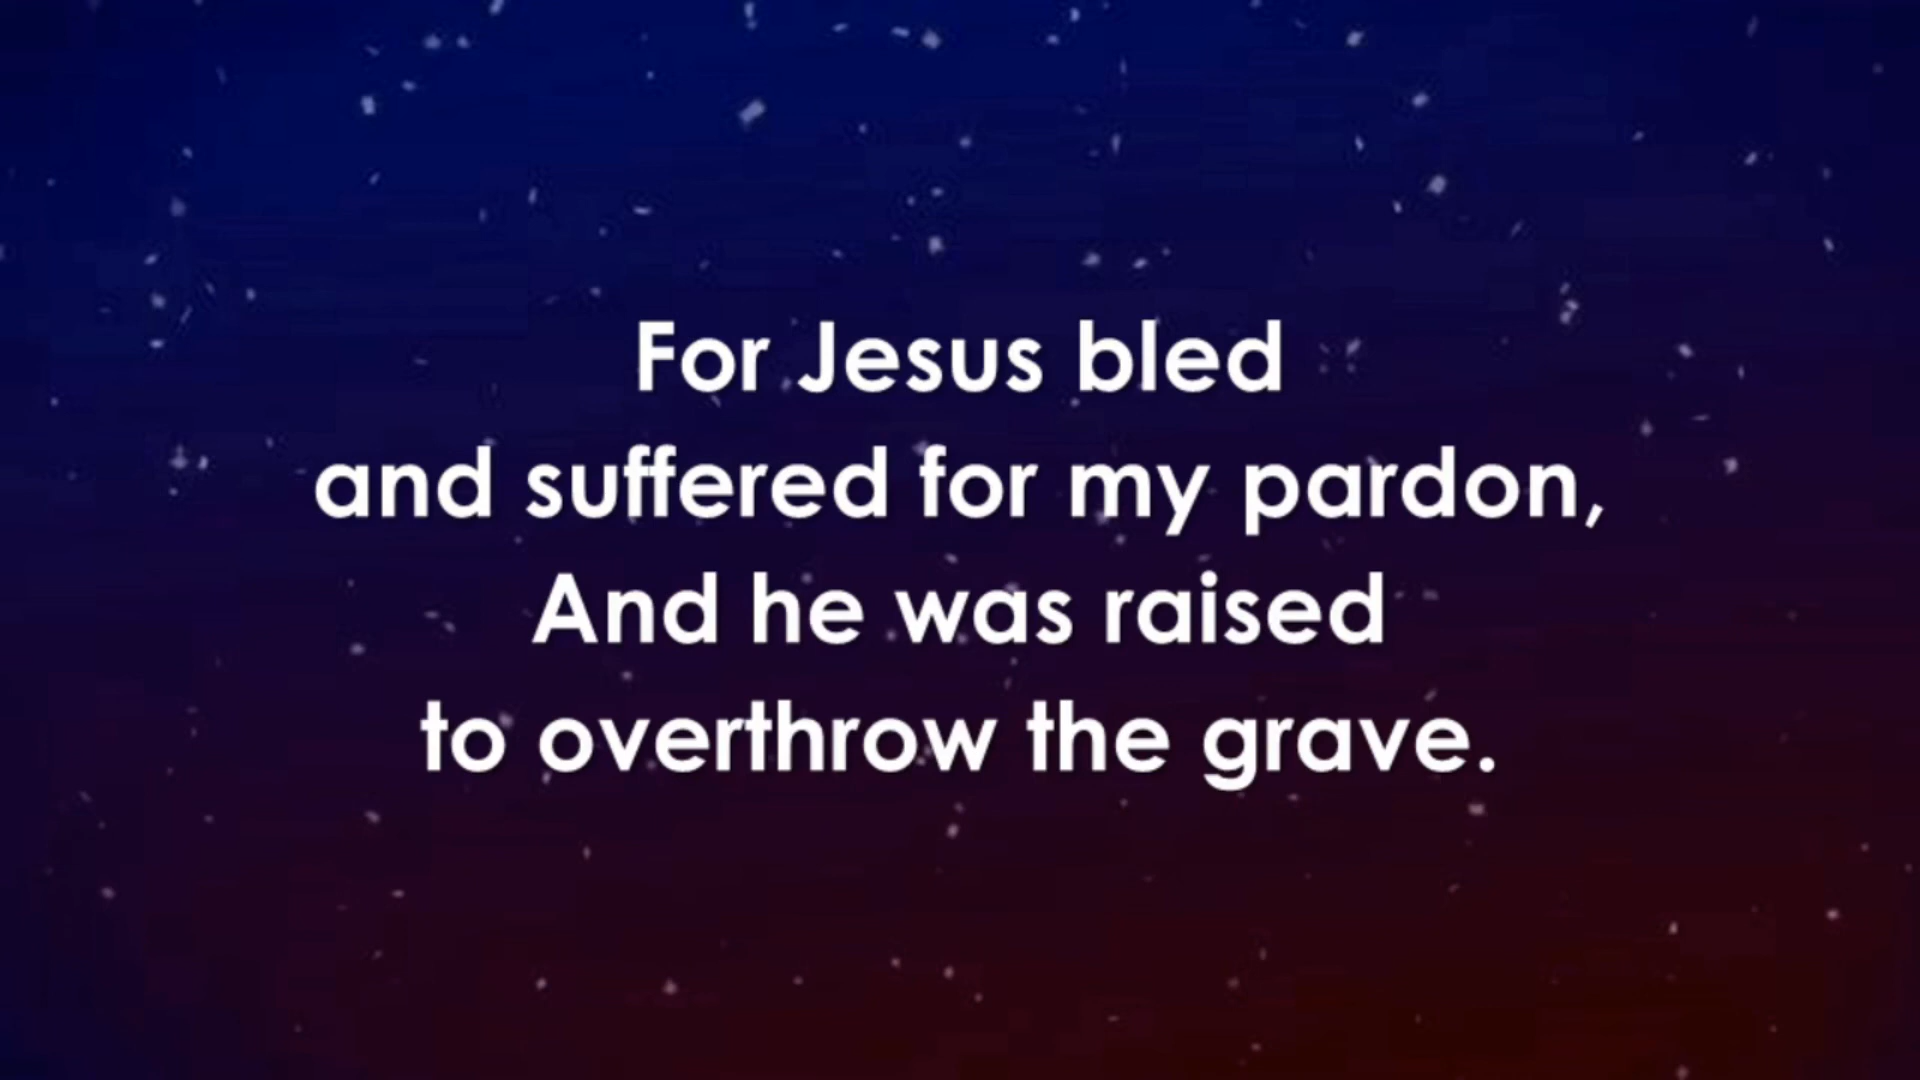 For Jesus bled
and suffered for my pardon,
And he was raised
to overthrow the grave.